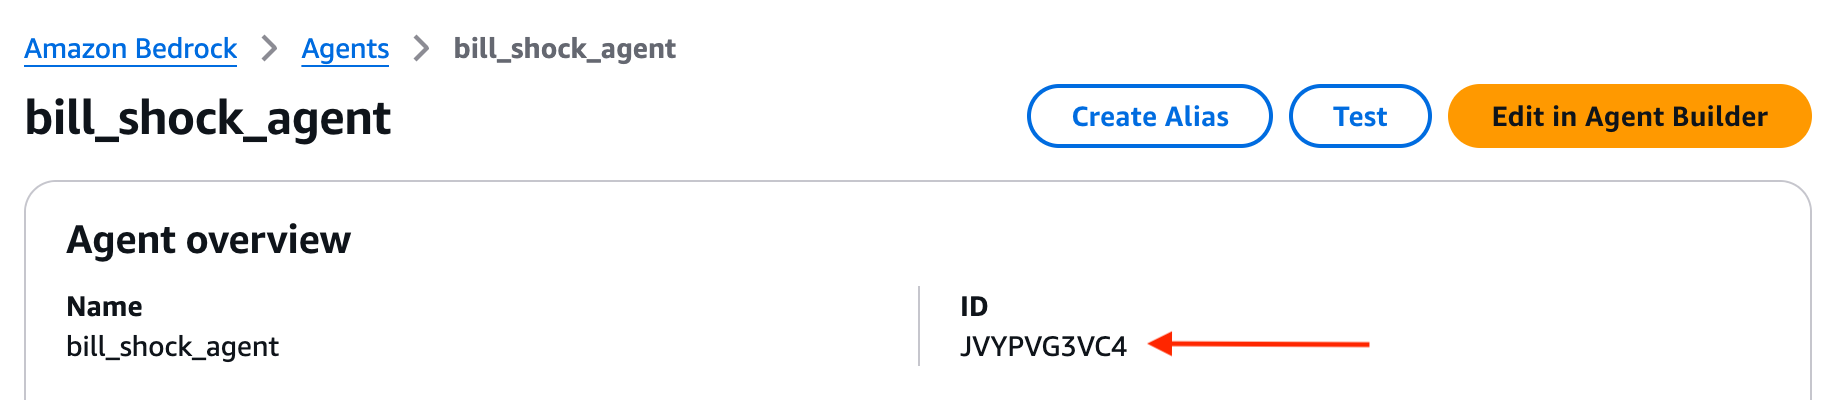 Amazon Bedrock > Agents > bill_shock_agent
bill_shock_agent
Create Alias
Test
Edit in Agent Builder
Agent overview
Name
bill_shock_agent
ID
JVYPVG3VC4